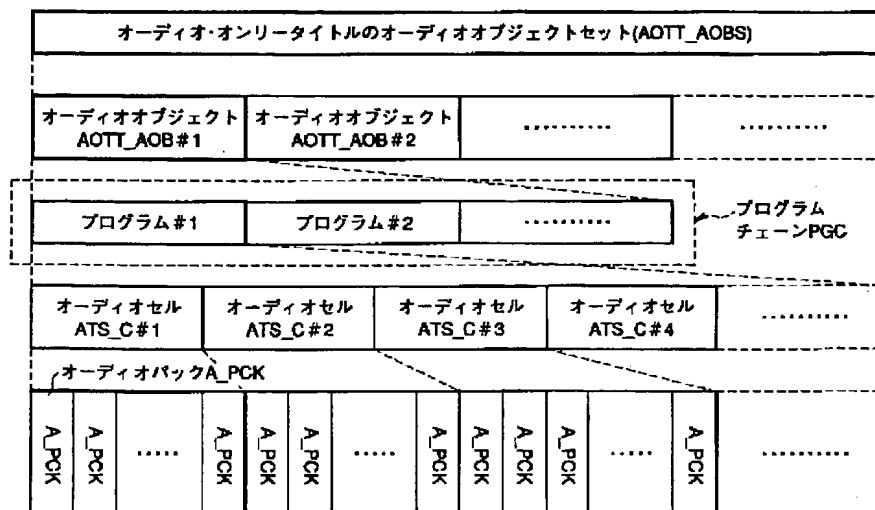 オーディオ・オンリータイトルのオーディオオブジェクトセット(AOTT_AOBS)
オーディオオブジェクト
AOTT_AOB#1
オーディオオブジェクト
AOTT_AOB#2
··········
··········
プログラム#1
プログラム#2
··········
プログラム
チェーンPGC
オーディオセル
ATS_C#1
オーディオセル
ATS_C#2
オーディオセル
ATS_C#3
オーディオセル
ATS_C#4
··········
オーディオパックA_PCK
A_PCK
A_PCK
·····
A_PCK
A_PCK
A_PCK
·····
A_PCK
A_PCK
A_PCK
A_PCK
·····
A_PCK
··········